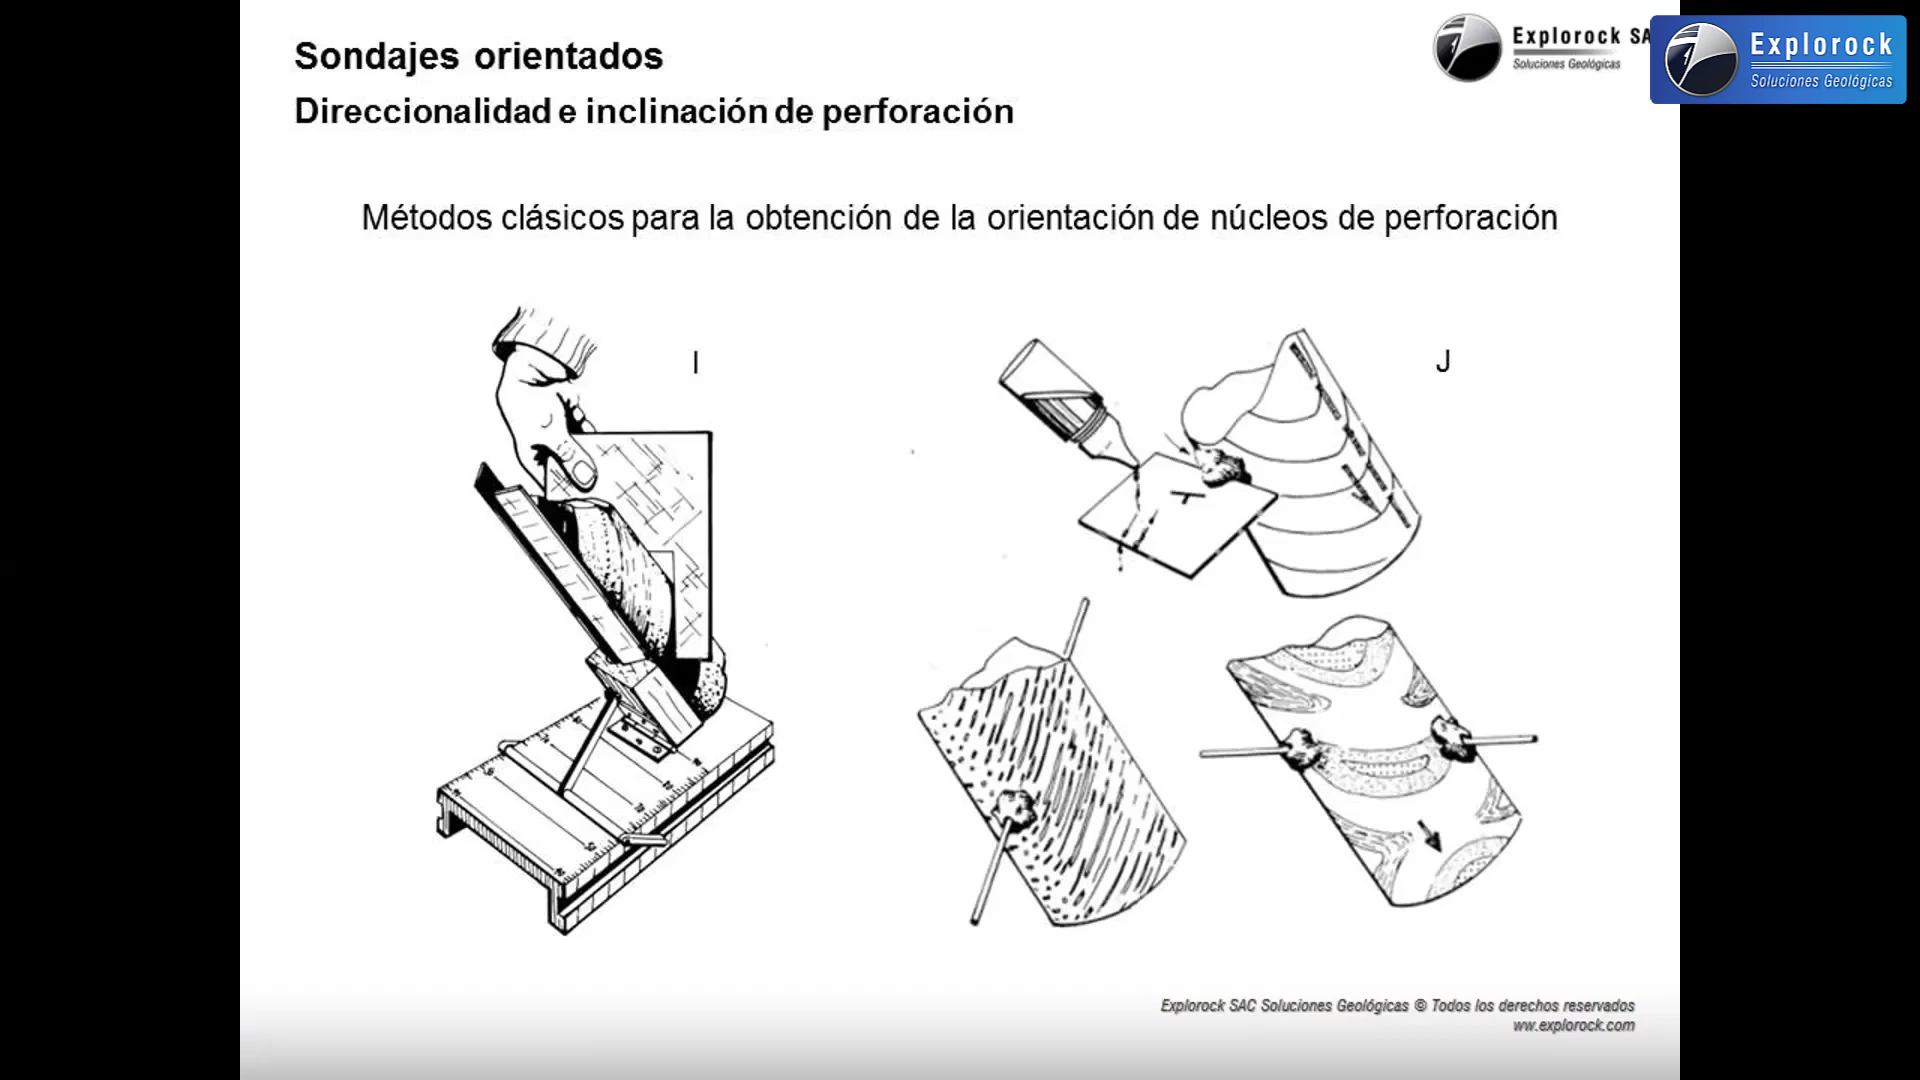 Sondajes orientados
Direccionalidad e inclinación de perforación
Explorock SA
Soluciones Geológicas
Explorock
Soluciones Geológicas
Métodos clásicos para la obtención de la orientación de núcleos de perforación
I
J
Explorock SAC Soluciones Geológicas © Todos los derechos reservados
ww.explorock.com